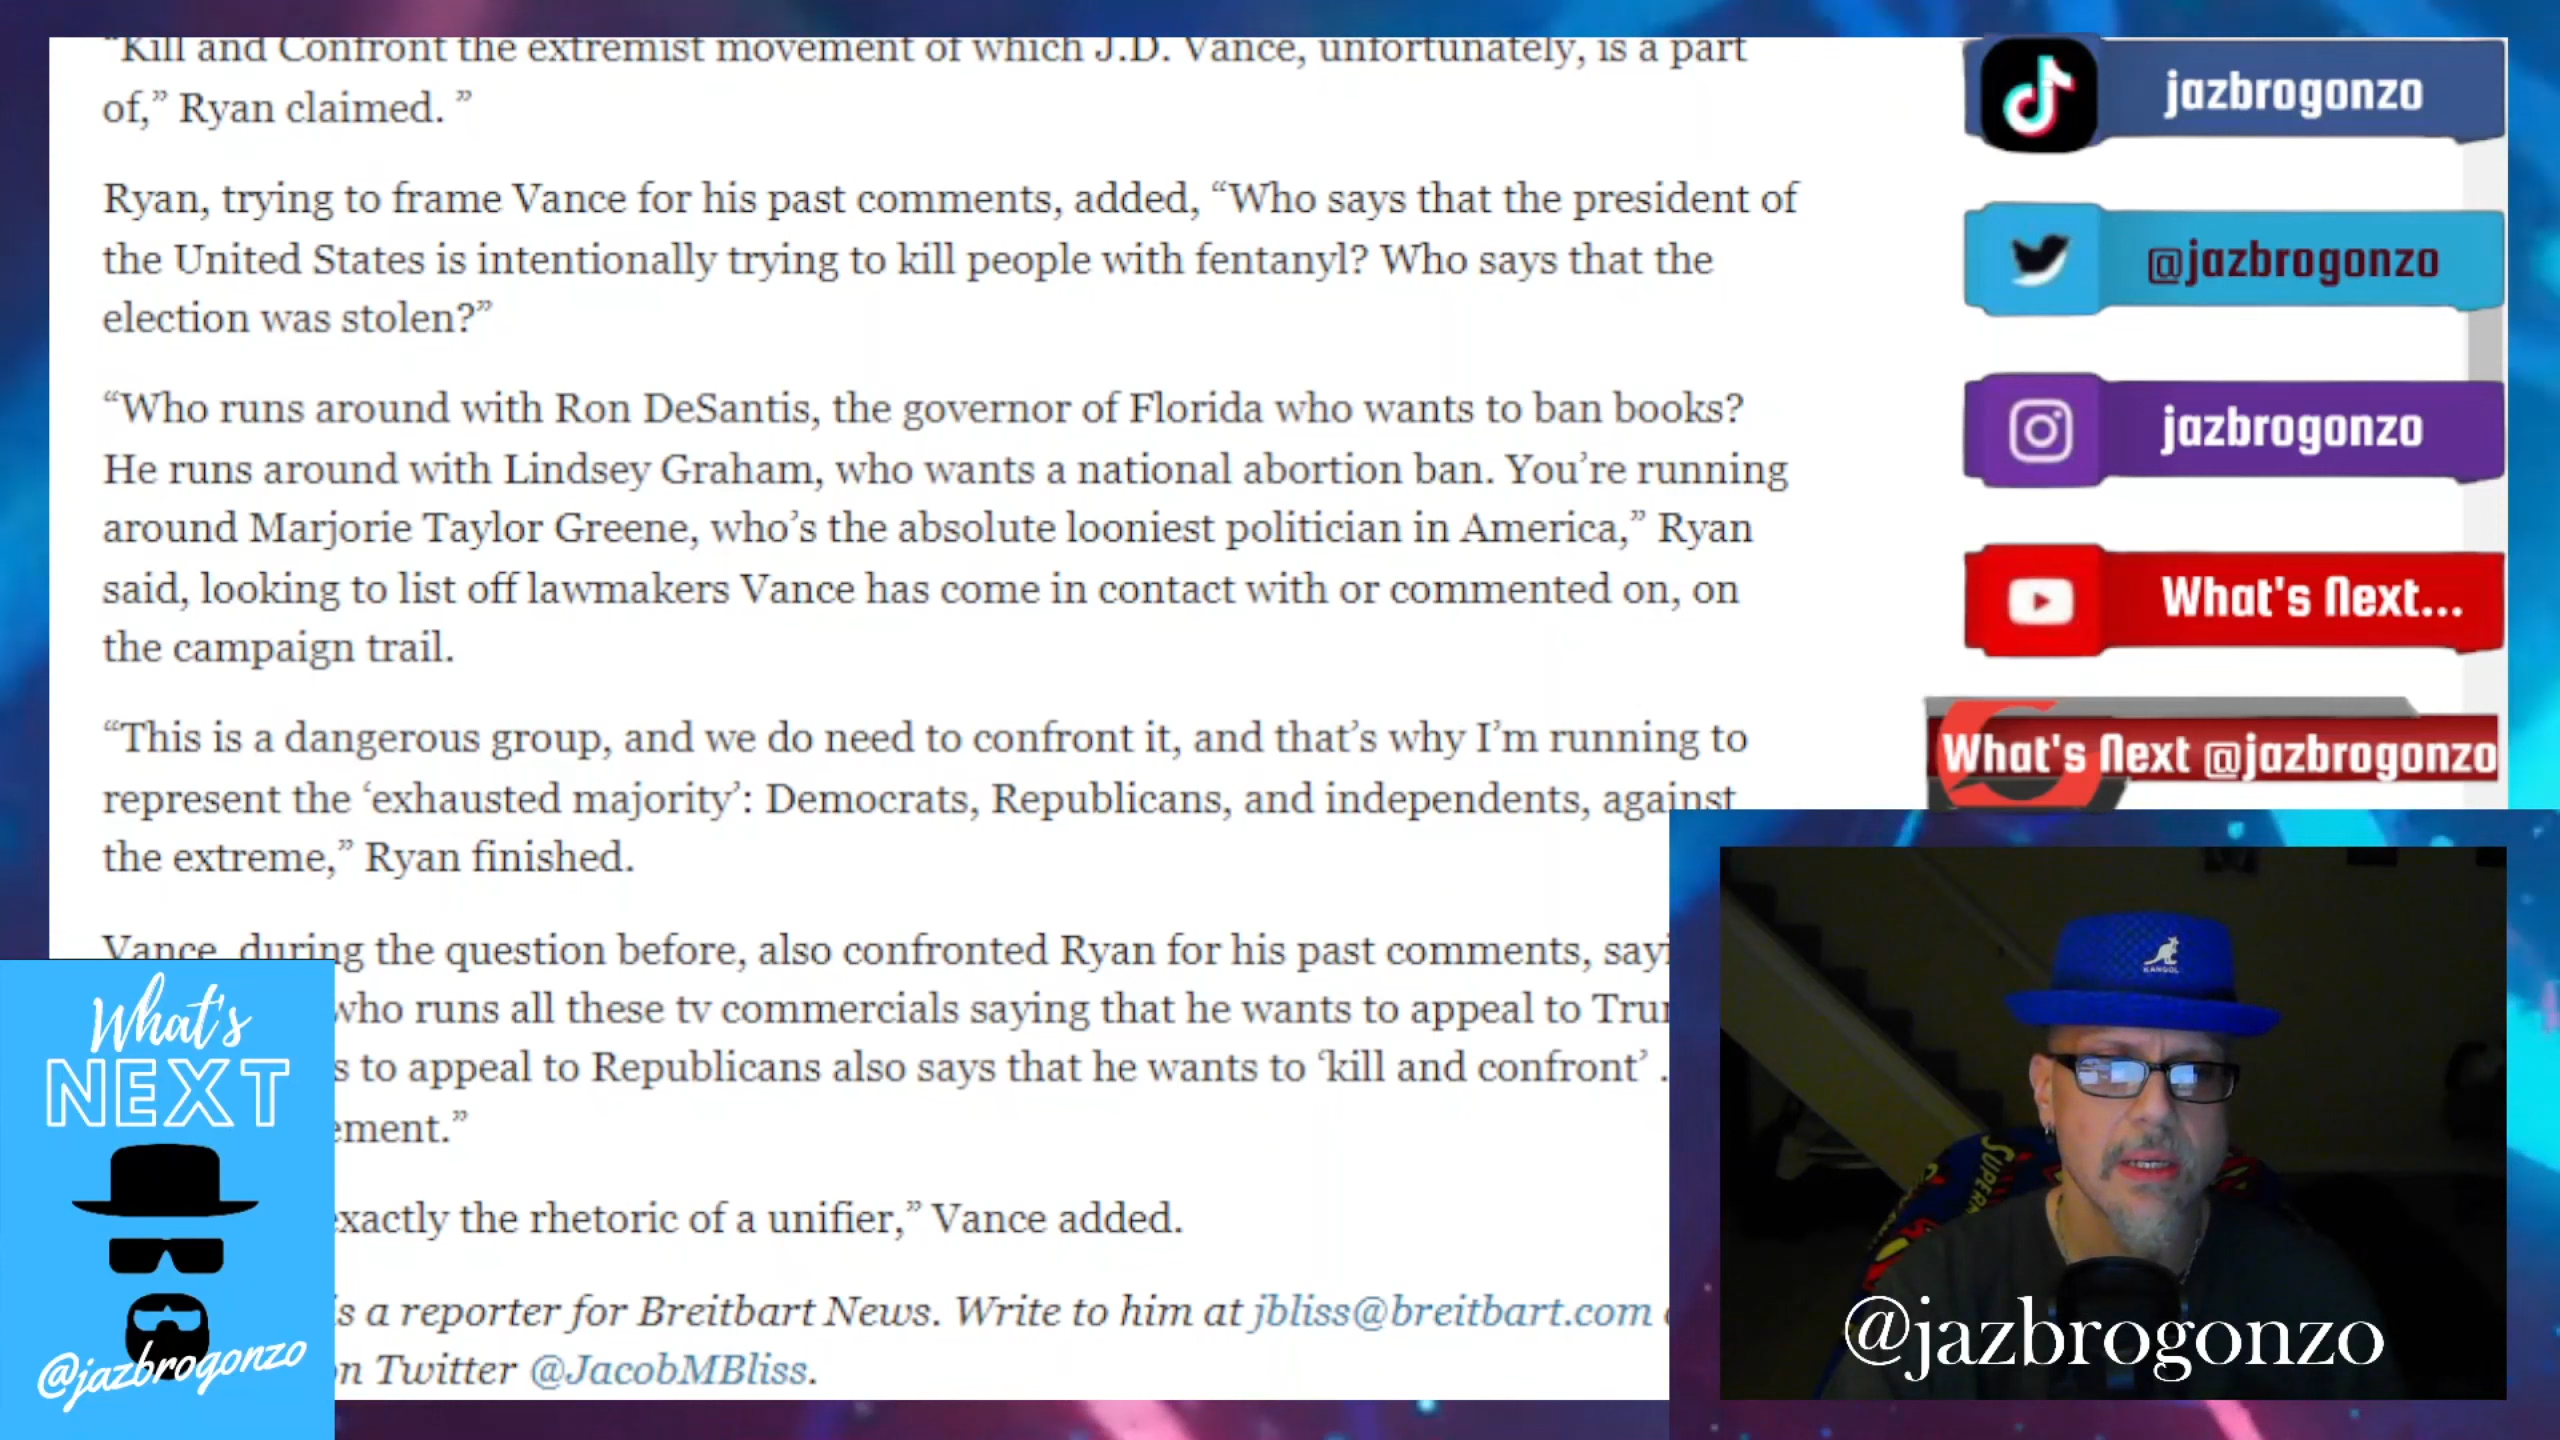 “Kill and Confront the extremist movement of which J.D. Vance, unfortunately, is a part
of,” Ryan claimed. ”
Ryan, trying to frame Vance for his past comments, added, “Who says that the president of
the United States is intentionally trying to kill people with fentanyl? Who says that the
election was stolen?”
“Who runs around with Ron DeSantis, the governor of Florida who wants to ban books?
He runs around with Lindsey Graham, who wants a national abortion ban. You’re running
around Marjorie Taylor Greene, who’s the absolute looniest politician in America,” Ryan
said, looking to list off lawmakers Vance has come in contact with or commented on, on
the campaign trail.
“This is a dangerous group, and we do need to confront it, and that’s why I’m running to
represent the ‘exhausted majority’: Democrats, Republicans, and independents, against
the extreme,” Ryan finished.
Vance, during the question before, also confronted Ryan for his past comments,
who runs all these tv commercials saying that he wants to appeal to
to appeal to Republicans also says that he wants to ‘kill and confront’ .
ement.”
exactly the rhetoric of a unifier,” Vance added.
is a reporter for Breitbart News. Write to him at jbliss@breitbart.com
on Twitter @JacobMBliss.
jazbrogonzo
@jazbrogonzo
jazbrogonzo
What's Next...
What's Next @jazbrogonzo
What's
NEXT
@jazbrogonzo
KANGOL
SUPERM
@jazbrogonzo